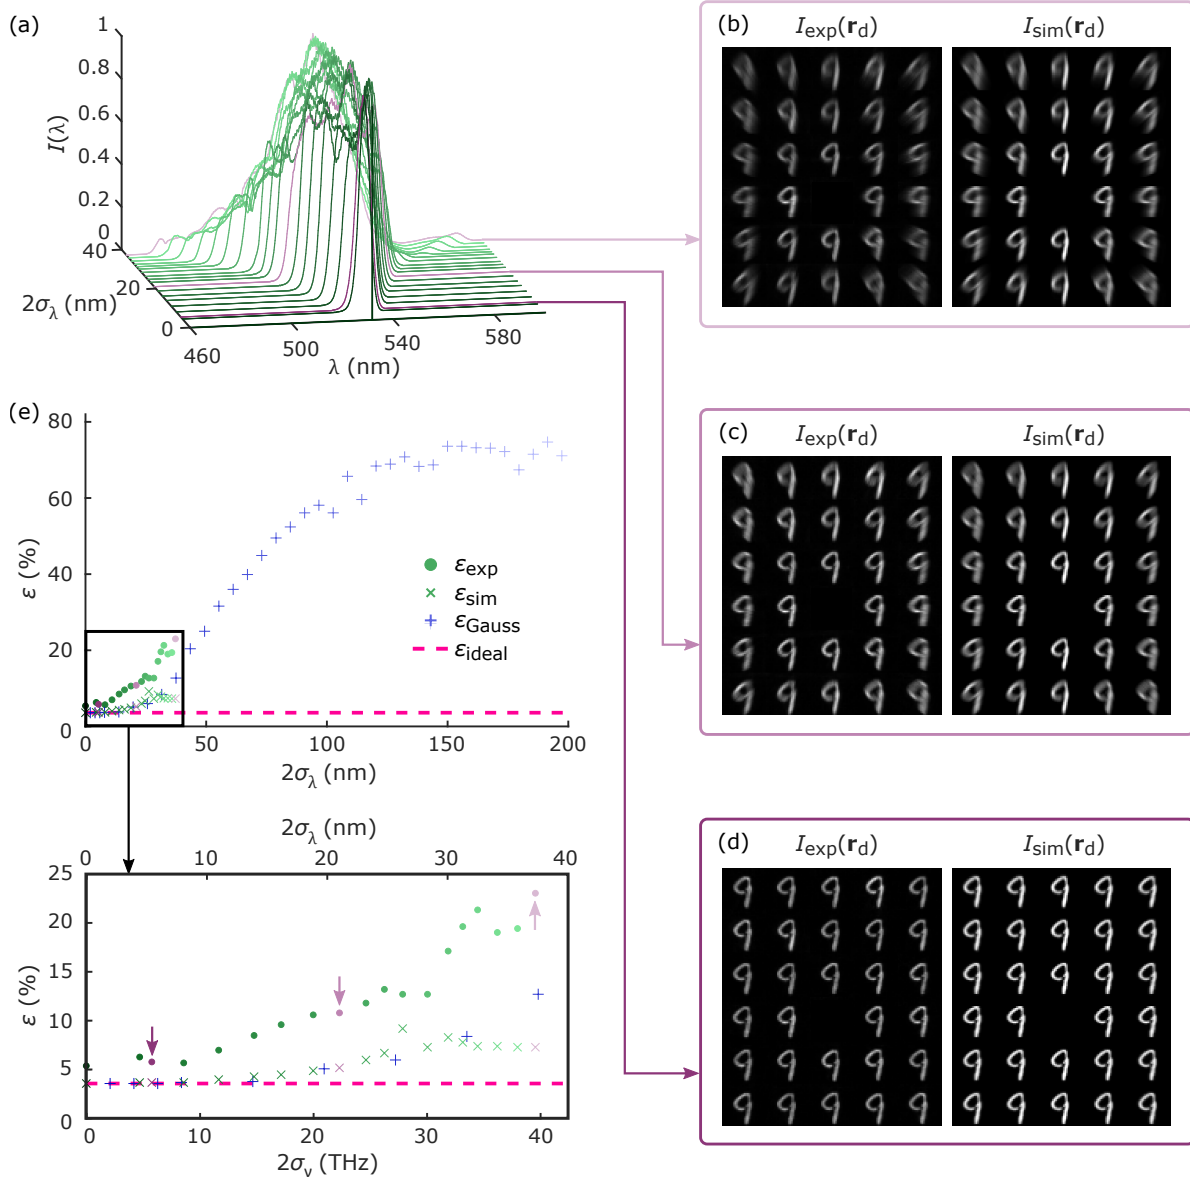 (a)
1
0.8
0.6
0.4
0.2
0
I(λ)
40
20
0
2σλ (nm)
460
500
540
580
λ (nm)
(b)
Iexp(rd)
Isim(rd)
(c)
Iexp(rd)
Isim(rd)
(d)
Iexp(rd)
Isim(rd)
(e)
80
60
40
20
0
ε (%)
εexp
εsim
εGauss
εideal
0
50
100
150
200
2σλ (nm)
2σλ (nm)
0
10
20
30
40
25
20
15
10
5
0
ε (%)
0
10
20
30
40
2σν (THz)